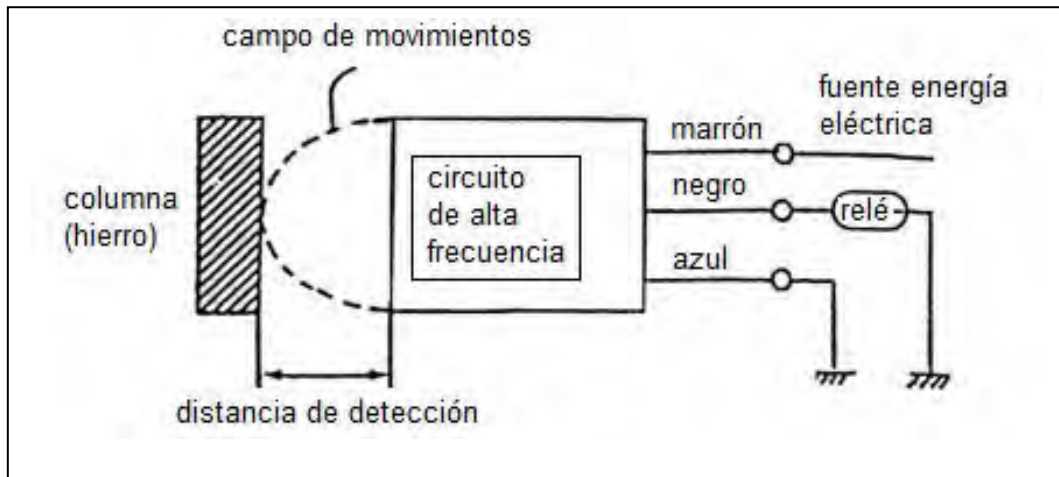 campo de movimientos
fuente energía
eléctrica
marrón
negro
relé
azul
columna
(hierro)
circuito
de alta
frecuencia
distancia de detección